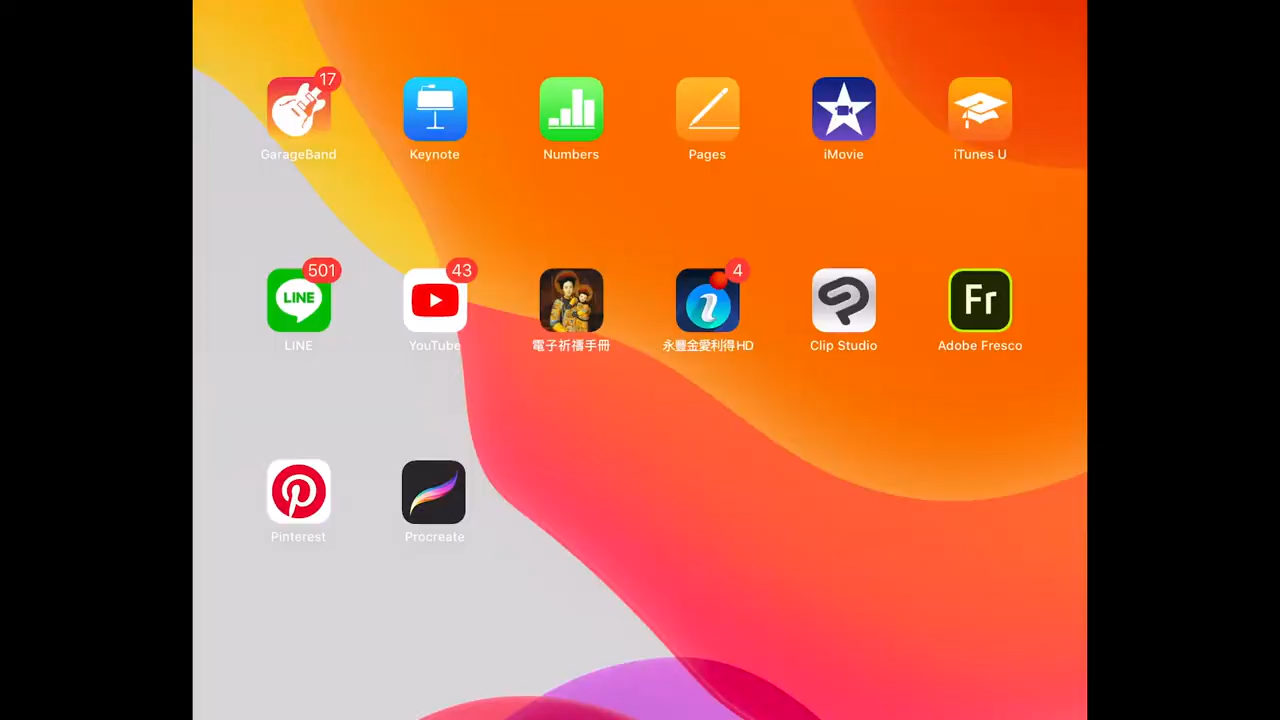 17
GarageBand
Keynote
Numbers
Pages
iMovie
iTunes U
501
LINE
LINE
43
YouTube
電子祈禱手冊
4
永豐金愛利得HD
Clip Studio
Fr
Adobe Fresco
Pinterest
Procreate